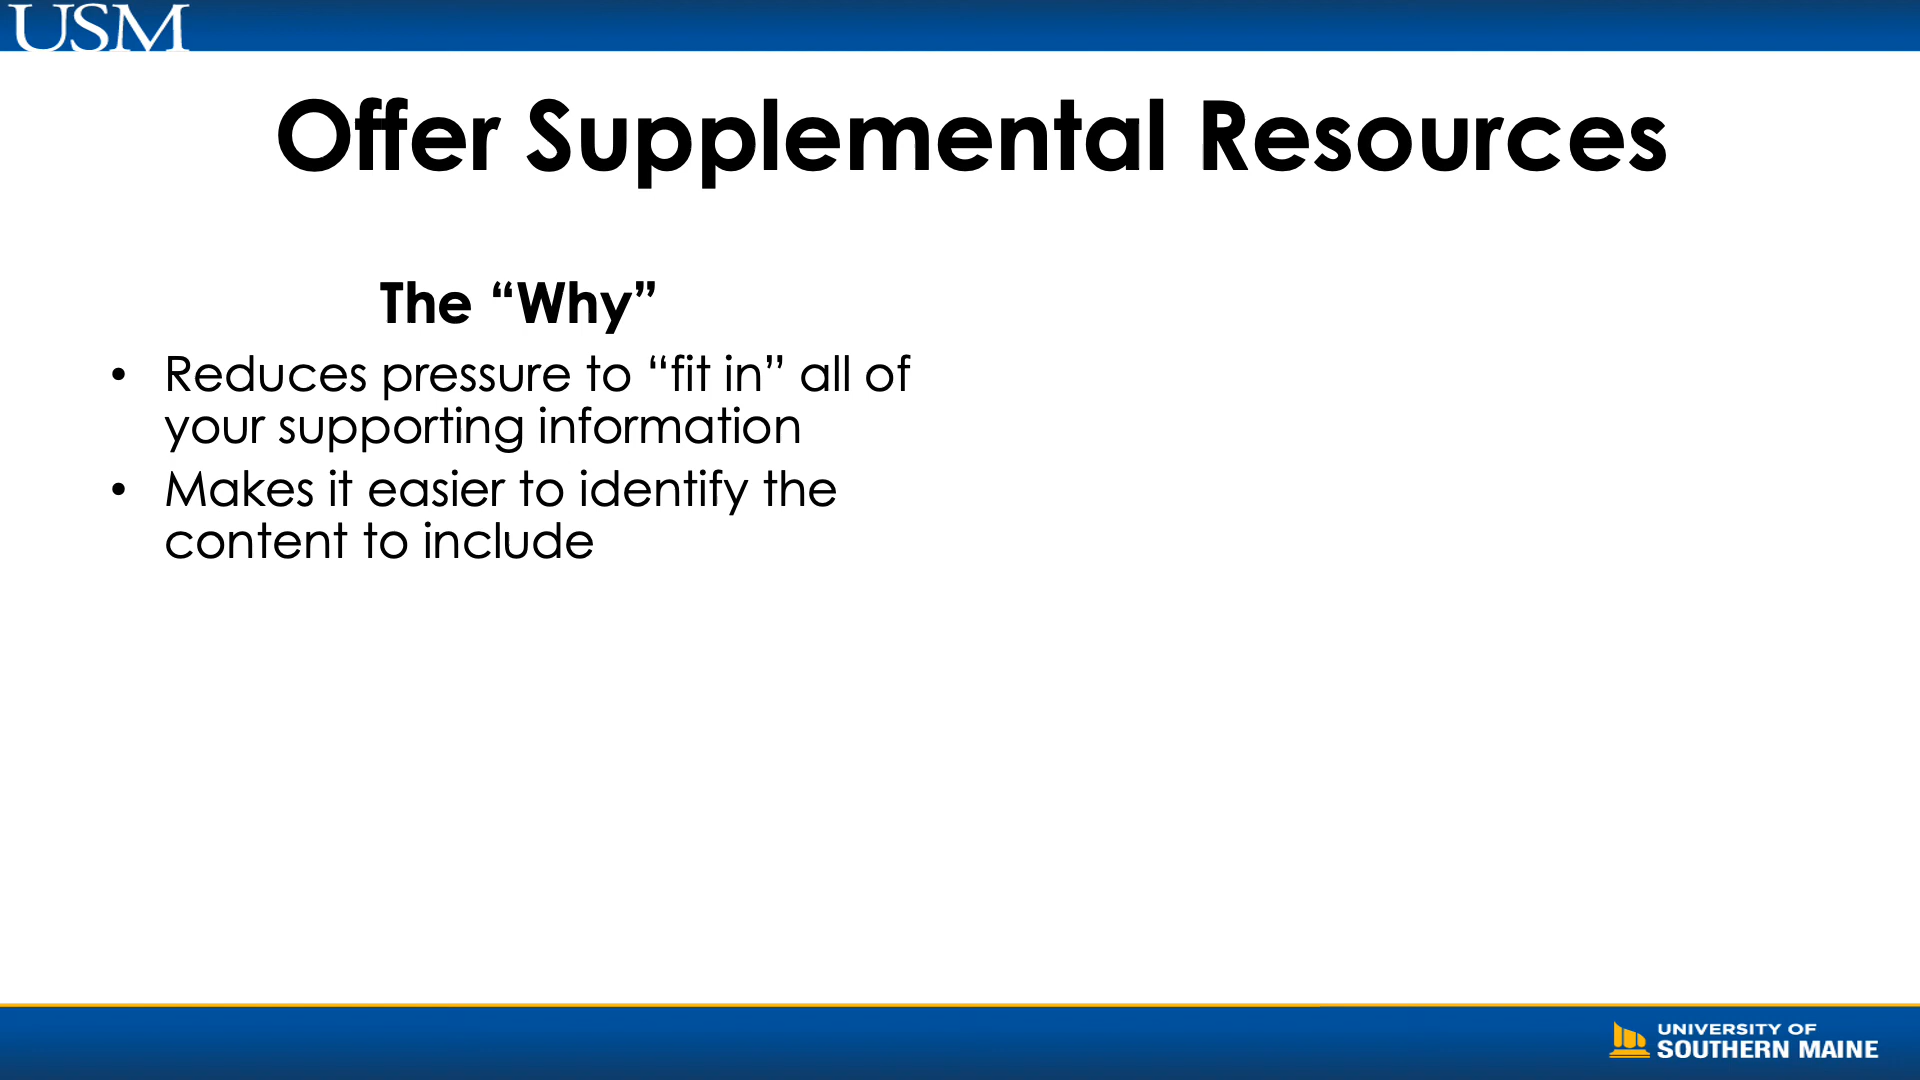 USM
Offer Supplemental Resources
The “Why”
• Reduces pressure to “fit in” all of
your supporting information
• Makes it easier to identify the
content to include
UNIVERSITY OF
SOUTHERN MAINE